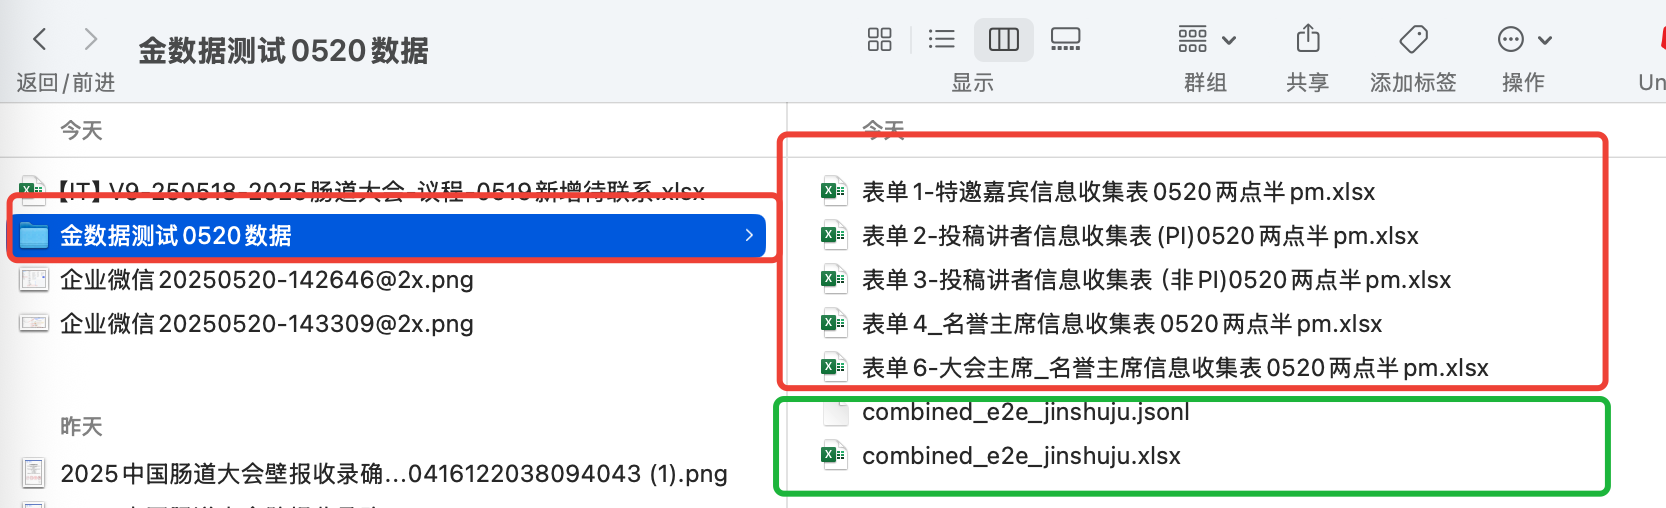 金数据测试0520数据
返回/前进
显示
群组
共享
添加标签
操作
Un
今天
【IT】V9-250518-2025肠道大会-议程-0519新增待联系.xlsx
金数据测试0520数据
企业微信20250520-142646@2x.png
企业微信20250520-143309@2x.png
昨天
2025中国肠道大会壁报收录确...0416122038094043 (1).png
今天
表单1-特邀嘉宾信息收集表0520两点半pm.xlsx
表单2-投稿讲者信息收集表(PI)0520两点半pm.xlsx
表单3-投稿讲者信息收集表 (非PI)0520两点半pm.xlsx
表单4_名誉主席信息收集表0520两点半pm.xlsx
表单6-大会主席_名誉主席信息收集表0520两点半pm.xlsx
combined_e2e_jinshuju.jsonl
combined_e2e_jinshuju.xlsx